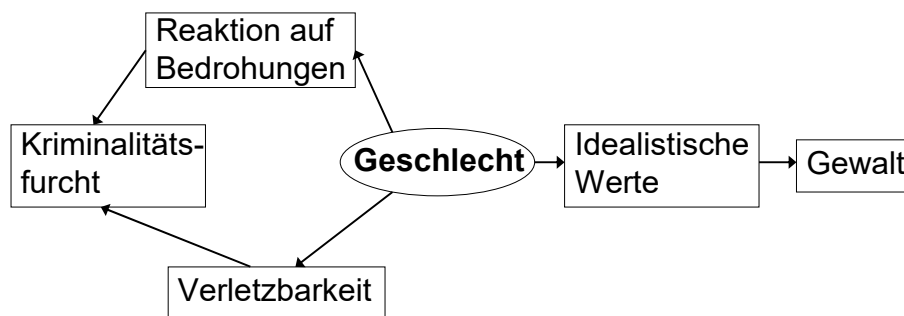 Reaktion auf
Bedrohungen
Kriminalitäts-
furcht
Geschlecht
Idealistische
Werte
Gewalt
Verletzbarkeit